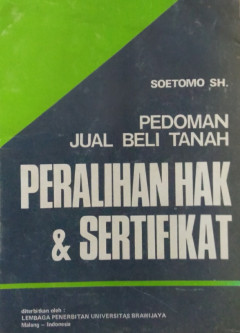 SOETOMO SH.
PEDOMAN
JUAL BELI TANAH
PERALIHAN HAK
& SERTIFIKAT
diterbitkan oleh :
LEMBAGA PENERBITAN UNIVERSITAS BRAWIJAYA
Malang – Indonesia